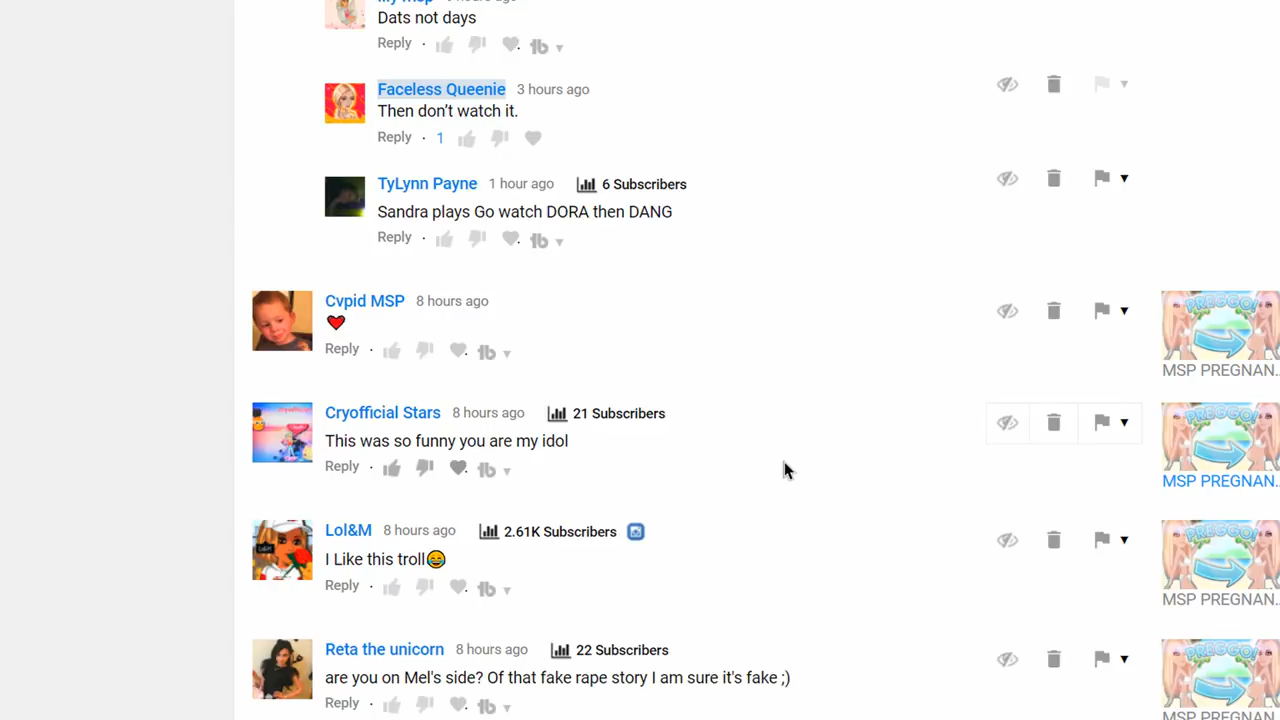 Dats not days
Reply ·
Faceless Queenie 3 hours ago
Then don't watch it.
Reply · 1
TyLynn Payne 1 hour ago 6 Subscribers
Sandra plays Go watch DORA then DANG
Reply ·
Cvpid MSP 8 hours ago
❤
Reply ·
PREGGO!
MSP PREGNAN...
Cryofficial Stars 8 hours ago 21 Subscribers
This was so funny you are my idol
Reply ·
PREGGO!
MSP PREGNAN...
Lol&M 8 hours ago 2.61K Subscribers
I Like this troll😂
Reply ·
PREGGO!
MSP PREGNAN...
Reta the unicorn 8 hours ago 22 Subscribers
are you on Mel's side? Of that fake rape story I am sure it's fake ;)
Reply ·
PREGGO!
MSP PREGNAN...